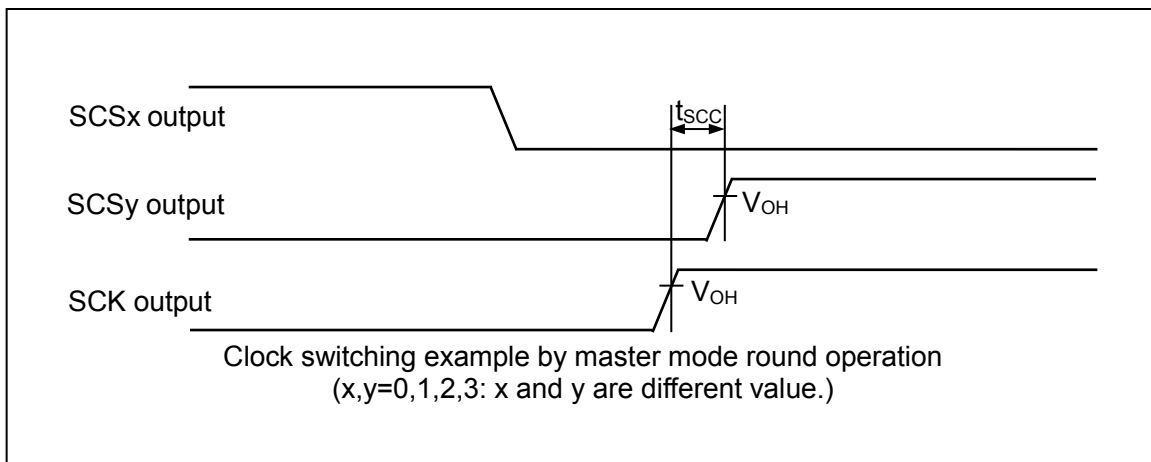 SCSx output
tSCC
SCSy output
VOH
SCK output
VOH
Clock switching example by master mode round operation
(x,y=0,1,2,3: x and y are different value.)